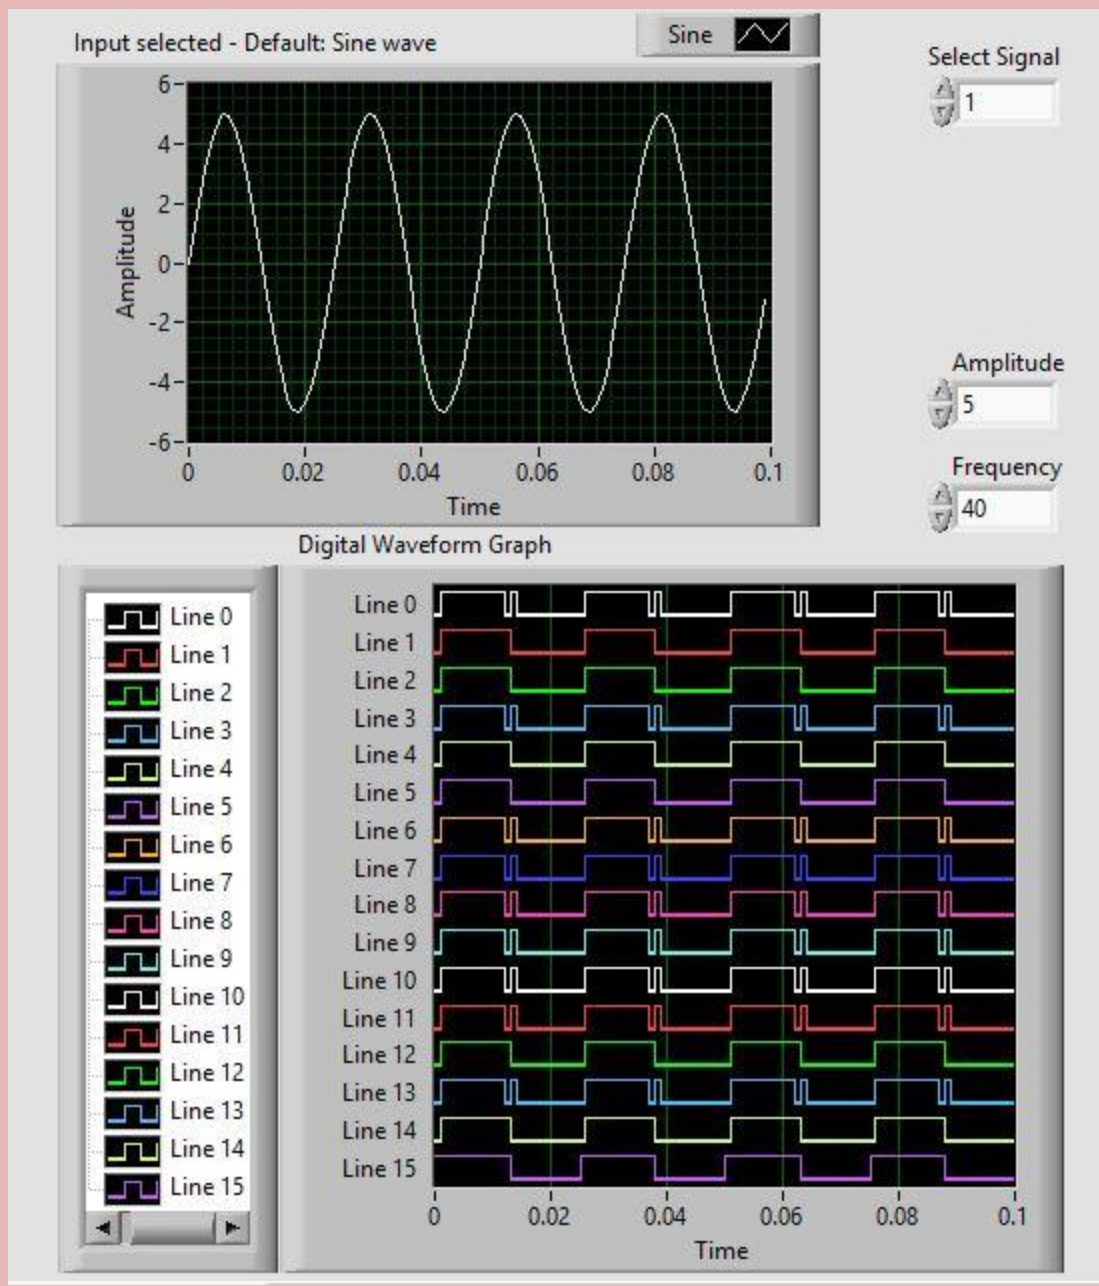 Input selected - Default: Sine wave
Sine
Select Signal
1
Amplitude
6
4
2
0
-2
-4
-6
0 0.02 0.04 0.06 0.08 0.1
Time
Amplitude
5
Frequency
40
Digital Waveform Graph
Line 0
Line 1
Line 2
Line 3
Line 4
Line 5
Line 6
Line 7
Line 8
Line 9
Line 10
Line 11
Line 12
Line 13
Line 14
Line 15
Line 0
Line 1
Line 2
Line 3
Line 4
Line 5
Line 6
Line 7
Line 8
Line 9
Line 10
Line 11
Line 12
Line 13
Line 14
Line 15
0 0.02 0.04 0.06 0.08 0.1
Time